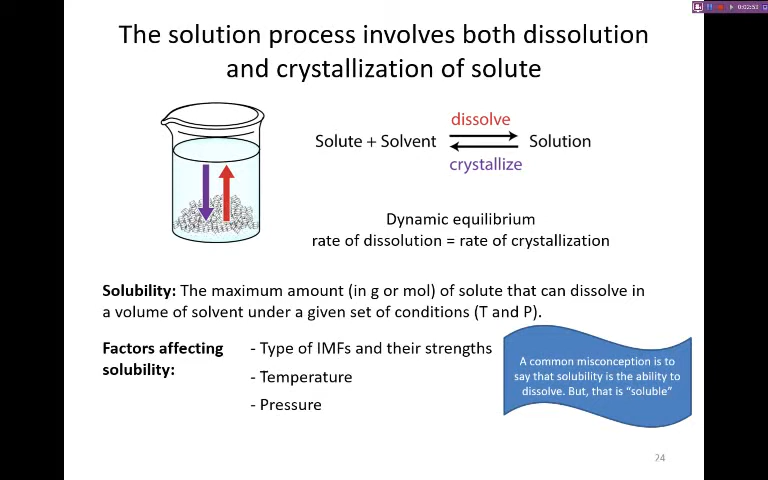 0:02:53
The solution process involves both dissolution
and crystallization of solute
dissolve
Solute + Solvent
Solution
crystallize
Dynamic equilibrium
rate of dissolution = rate of crystallization
Solubility: The maximum amount (in g or mol) of solute that can dissolve in
a volume of solvent under a given set of conditions (T and P).
Factors affecting
solubility:
- Type of IMFs and their strengths
- Temperature
- Pressure
A common misconception is to
say that solubility is the ability to
dissolve. But, that is “soluble”
24